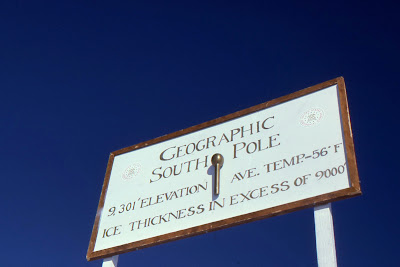 GEOGRAPHIC
SOUTH POLE
9,301' ELEVATION AVE. TEMP-56°F
ICE THICKNESS IN EXCESS OF 9000'